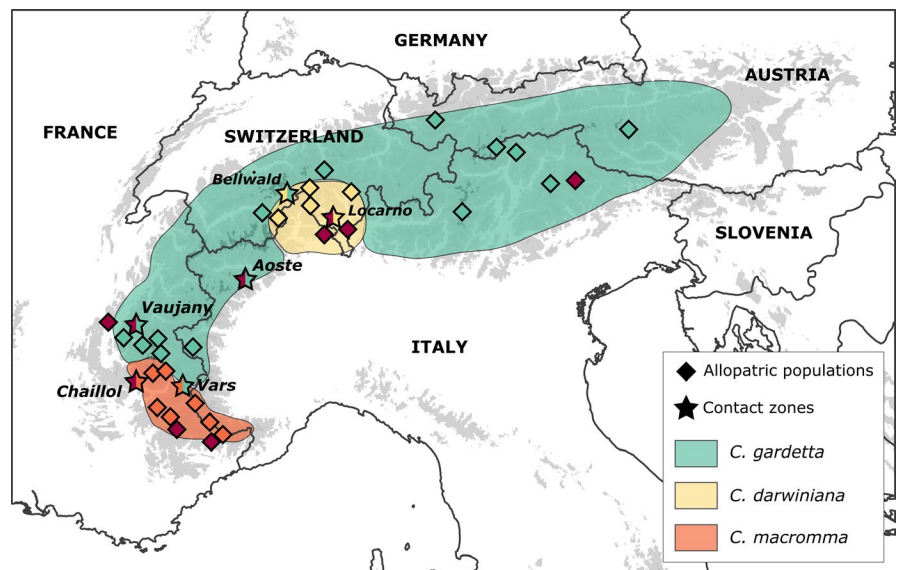 GERMANY
AUSTRIA
FRANCE
SWITZERLAND
Bellwald
Locarno
SLOVENIA
Aoste
Vaujany
ITALY
Chaillol
Vars
Allopatric populations
Contact zones
C. gardetta
C. darwiniana
C. macromma